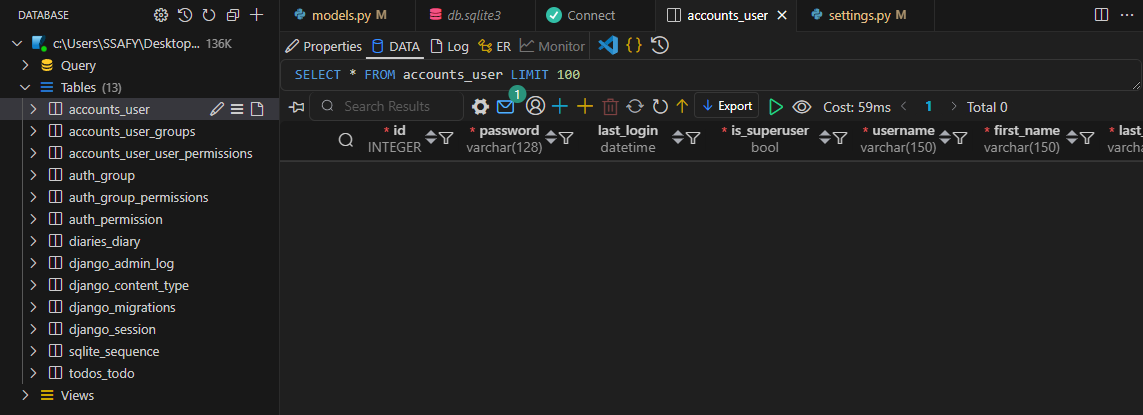 DATABASE
c:\Users\SSAFY\Desktop... 136K
Query
Tables (13)
accounts_user
accounts_user_groups
accounts_user_user_permissions
auth_group
auth_group_permissions
auth_permission
diaries_diary
django_admin_log
django_content_type
django_migrations
django_session
sqlite_sequence
todos_todo
Views
models.py M
db.sqlite3
Connect
accounts_user
settings.py M
Properties DATA Log ER Monitor {}
SELECT * FROM accounts_user LIMIT 100
Search Results 1 Export Cost: 59ms 1 Total 0
* id * password last_login * is_superuser * username * first_name * last_
INTEGER varchar(128) datetime bool varchar(150) varchar(150) varcha